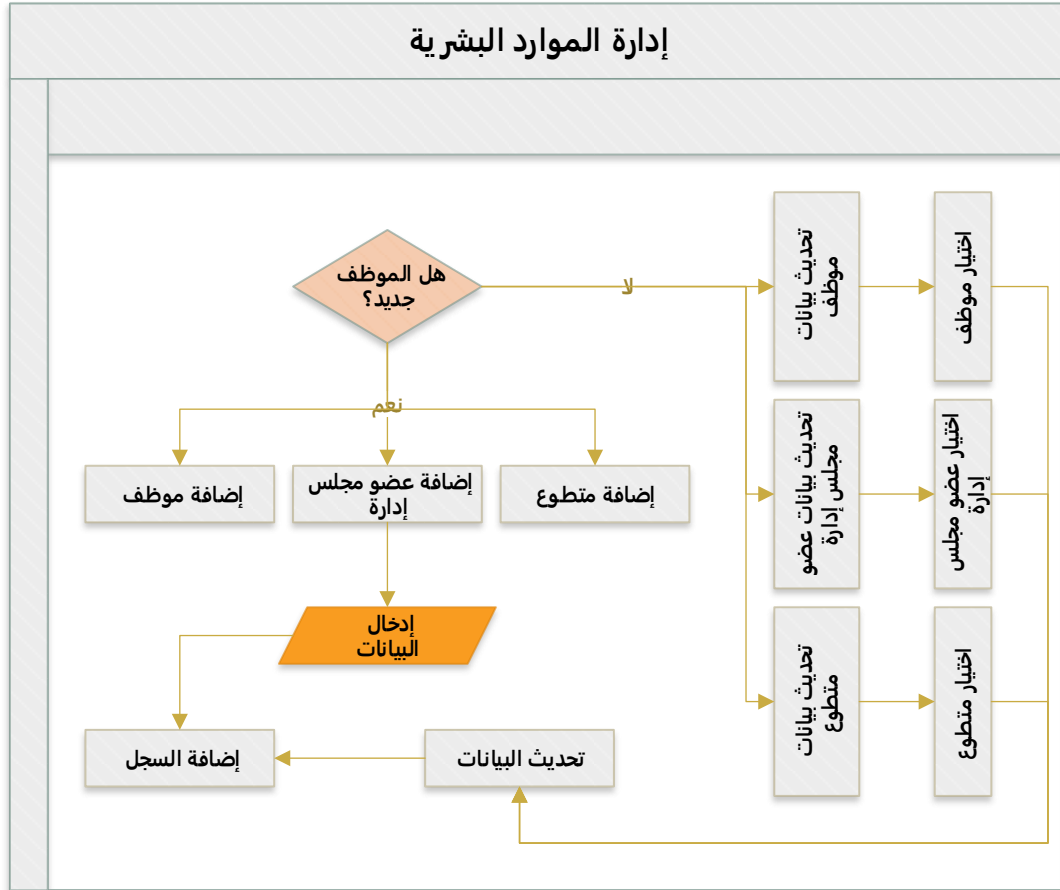 إدارة الموارد البشرية
هل الموظف
جديد؟
لا
نعم
تحديث بيانات
موظف
اختيار موظف
إضافة متطوع
إضافة عضو مجلس
إدارة
إضافة موظف
تحديث بيانات عضو
مجلس إدارة
اختيار عضو مجلس
إدارة
إدخال
البيانات
تحديث بيانات
متطوع
اختيار متطوع
تحديث البيانات
إضافة السجل